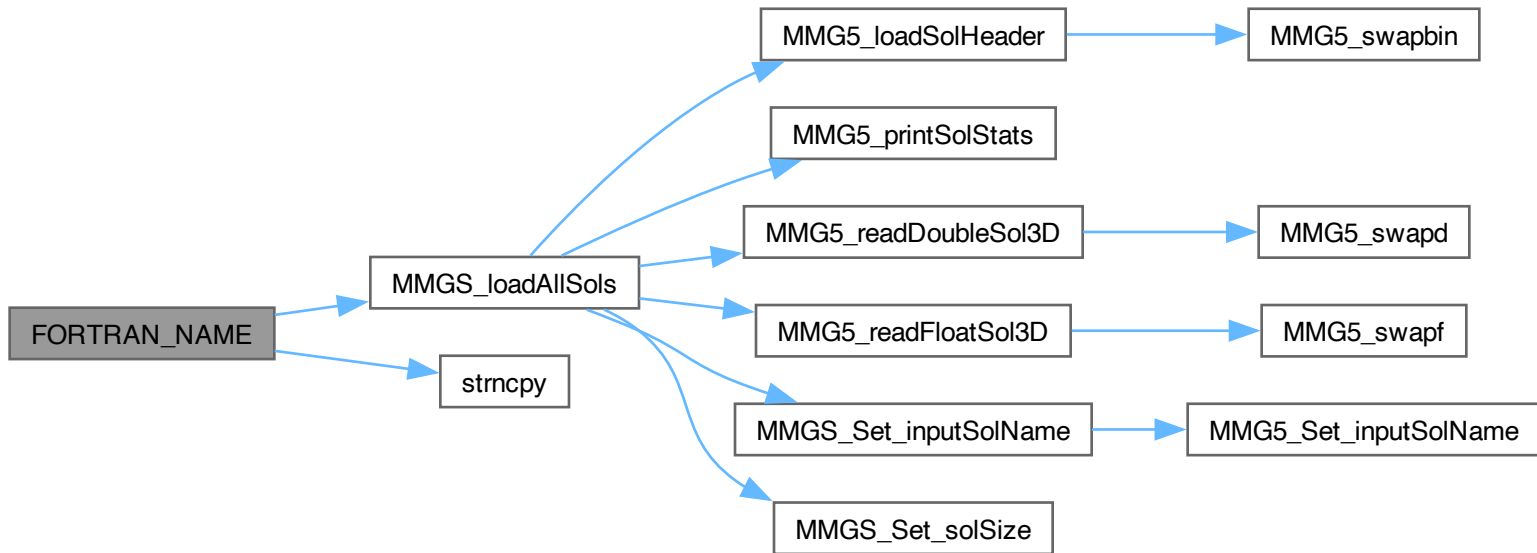 MMG5_loadSolHeader
MMG5_swapbin
MMG5_printSolStats
MMG5_readDoubleSol3D
MMG5_swapd
MMGS_loadAllSols
FORTRAN_NAME
MMG5_readFloatSol3D
MMG5_swapf
strncpy
MMGS_Set_inputSolName
MMG5_Set_inputSolName
MMGS_Set_solSize